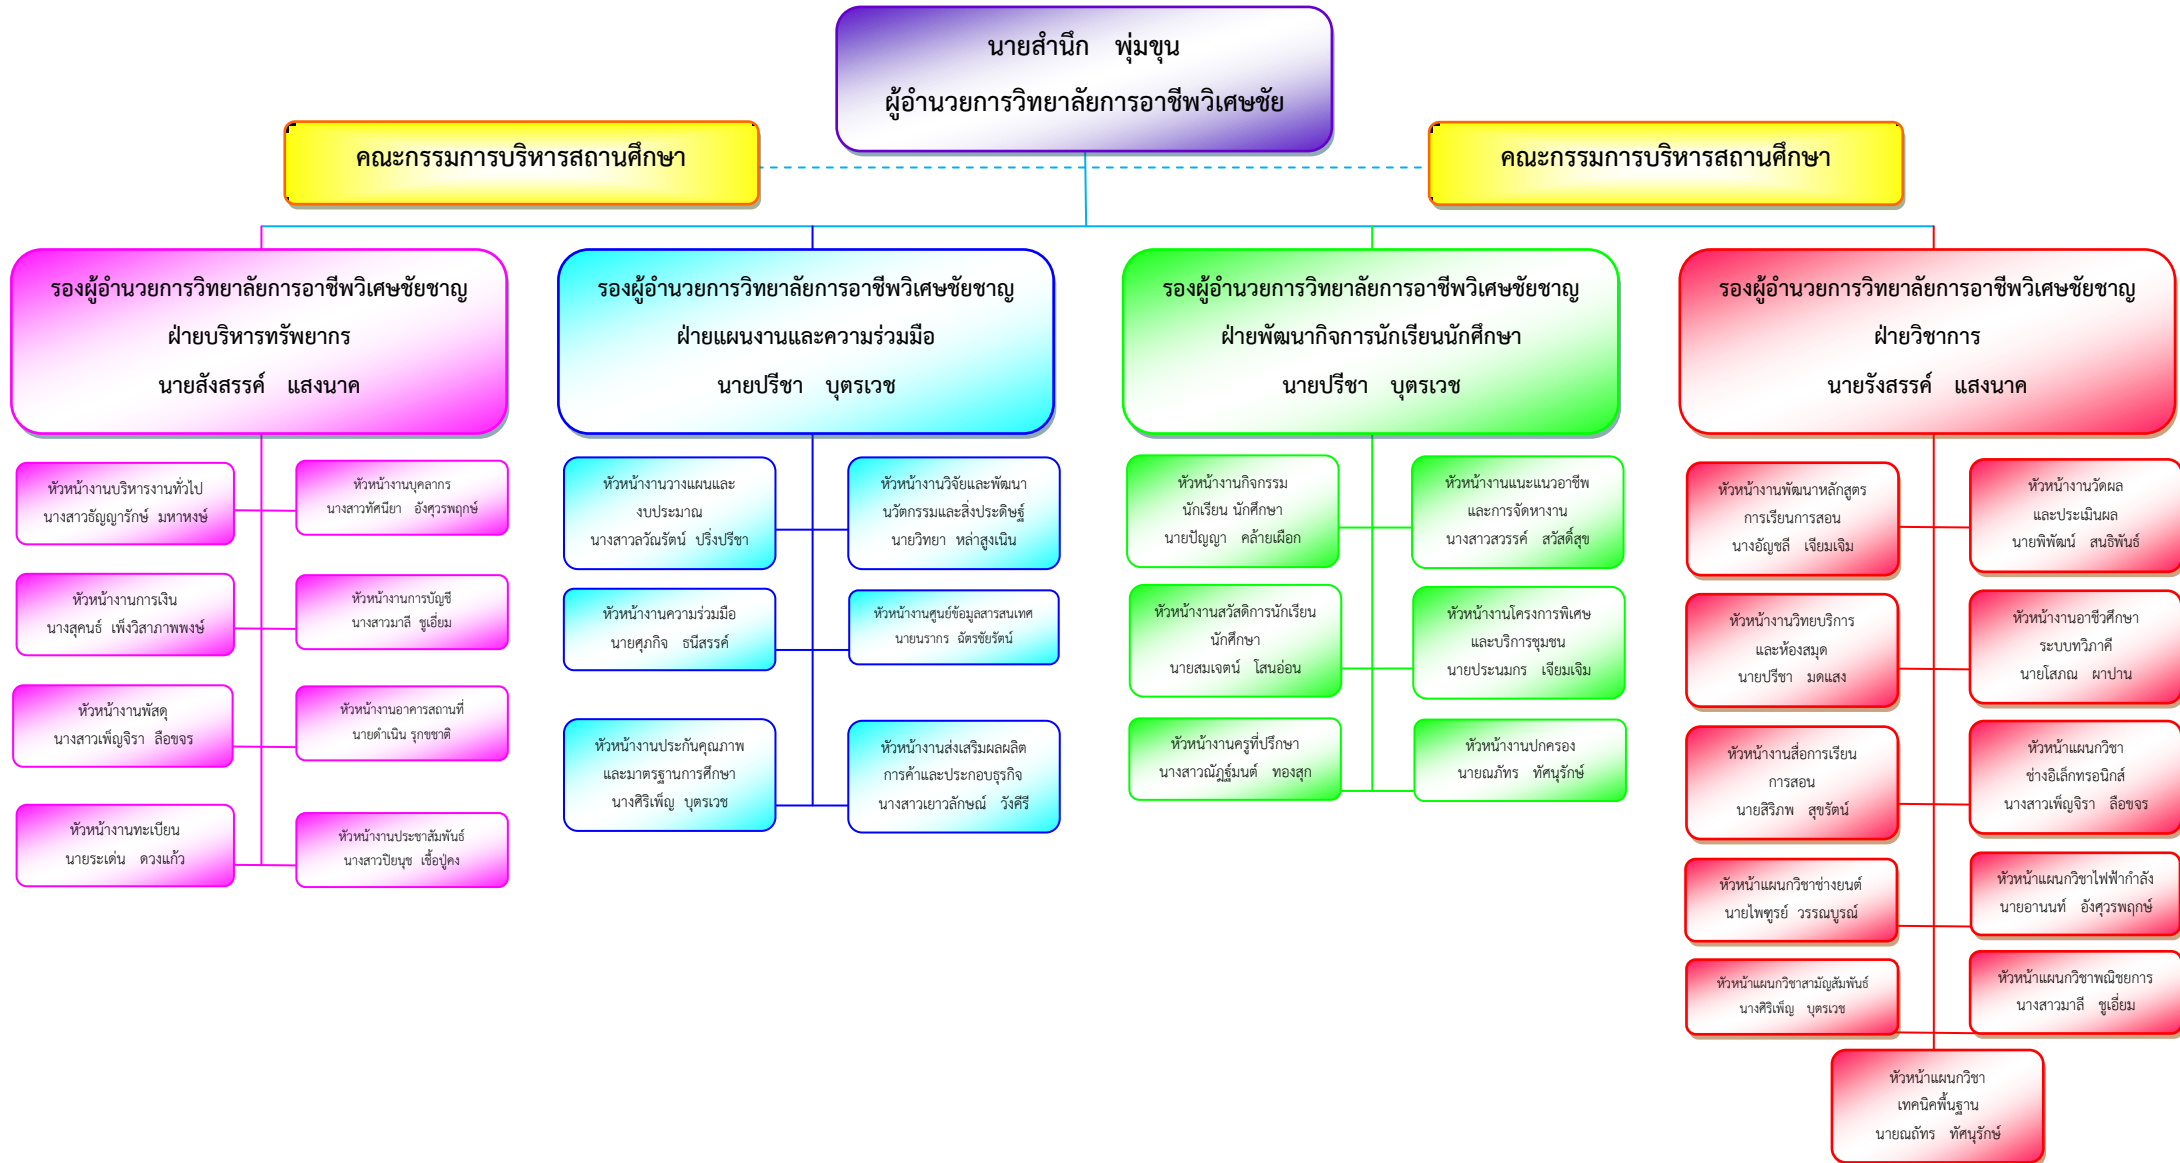 นายสำนึก พุ่มขุน
ผู้อำนวยการวิทยาลัยการอาชีพวิเศษชัย
คณะกรรมการบริหารสถานศึกษา
คณะกรรมการบริหารสถานศึกษา
รองผู้อำนวยการวิทยาลัยการอาชีพวิเศษชัยชาญ
ฝ่ายบริหารทรัพยากร
นายสังสรรค์ แสงนาค
รองผู้อำนวยการวิทยาลัยการอาชีพวิเศษชัยชาญ
ฝ่ายแผนงานและความร่วมมือ
นายปรีชา บุตรเวช
รองผู้อำนวยการวิทยาลัยการอาชีพวิเศษชัยชาญ
ฝ่ายพัฒนากิจการนักเรียนนักศึกษา
นายปรีชา บุตรเวช
รองผู้อำนวยการวิทยาลัยการอาชีพวิเศษชัยชาญ
ฝ่ายวิชาการ
นายรังสรรค์ แสงนาค
หัวหน้างานบริหารงานทั่วไป
นางสาวธัญญารักษ์ มหาหงษ์
หัวหน้างานบุคลากร
นางสาวทัศนียา อังศุวรพฤกษ์
หัวหน้างานการเงิน
นางสุคนธ์ เพ็งวิสาภาพพงษ์
หัวหน้างานการบัญชี
นางสาวมาลี ชูเอี่ยม
หัวหน้างานพัสดุ
นางสาวเพ็ญจิรา ลือขจร
หัวหน้างานอาคารสถานที่
นายดำเนิน รุกขชาติ
หัวหน้างานทะเบียน
นายระเด่น ดวงแก้ว
หัวหน้างานประชาสัมพันธ์
นางสาวปิยนุช เชื้อปู่คง
หัวหน้างานวางแผนและ
งบประมาณ
นางสาวลวัณรัตน์ ปริ่งปรีชา
หัวหน้างานวิจัยและพัฒนา
นวัตกรรมและสิ่งประดิษฐ์
นายวิทยา หล่าสูงเนิน
หัวหน้างานความร่วมมือ
นายศุภกิจ ธนีสรรค์
หัวหน้างานศูนย์ข้อมูลสารสนเทศ
นายนรากร ฉัตรชัยรัตน์
หัวหน้างานประกันคุณภาพ
และมาตรฐานการศึกษา
นางศิริเพ็ญ บุตรเวช
หัวหน้างานส่งเสริมผลผลิต
การค้าและประกอบธุรกิจ
นางสาวเยาวลักษณ์ วังคีรี
หัวหน้างานกิจกรรม
นักเรียน นักศึกษา
นายปัญญา คล้ายเผือก
หัวหน้างานแนะแนวอาชีพ
และการจัดหางาน
นางสาวสวรรค์ สวัสดิ์สุข
หัวหน้างานสวัสดิการนักเรียน
นักศึกษา
นายสมเจตน์ โสนอ่อน
หัวหน้างานโครงการพิเศษ
และบริการชุมชน
นายประนมกร เจียมเจิม
หัวหน้างานครูที่ปรึกษา
นางสาวณัฏฐ์มนต์ ทองสุก
หัวหน้างานปกครอง
นายณภัทร ทัศนุรักษ์
หัวหน้างานพัฒนาหลักสูตร
การเรียนการสอน
นางอัญชลี เจียมเจิม
หัวหน้างานวัดผล
และประเมินผล
นายพิพัฒน์ สนธิพันธ์
หัวหน้างานวิทยบริการ
และห้องสมุด
นายปรีชา มดแสง
หัวหน้างานอาชีวศึกษา
ระบบทวิภาคี
นายโสภณ ผาปาน
หัวหน้างานสื่อการเรียน
การสอน
นายสิริภพ สุขรัตน์
หัวหน้าแผนกวิชา
ช่างอิเล็กทรอนิกส์
นางสาวเพ็ญจิรา ลือขจร
หัวหน้าแผนกวิชาช่างยนต์
นายไพฑูรย์ วรรณบูรณ์
หัวหน้าแผนกวิชาไฟฟ้ากำลัง
นายอานนท์ อังศุวรพฤกษ์
หัวหน้าแผนกวิชาสามัญสัมพันธ์
นางศิริเพ็ญ บุตรเวช
หัวหน้าแผนกวิชาพณิชยการ
นางสาวมาลี ชูเอี่ยม
หัวหน้าแผนกวิชา
เทคนิคพื้นฐาน
นายณถัทร ทัศนุรักษ์